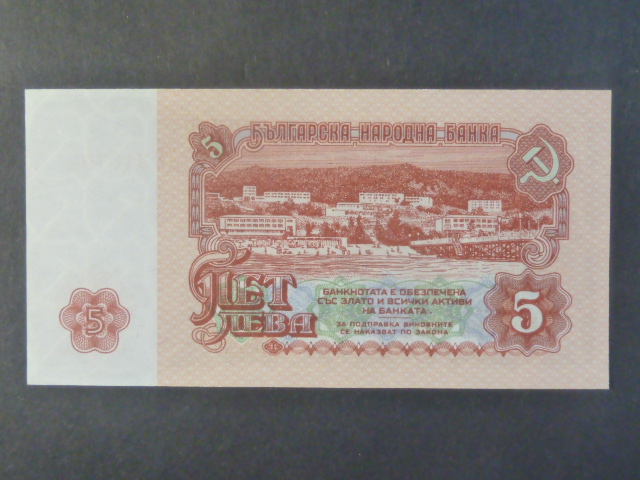 5
БЪЛГАРСКА НАРОДНА БАНКА
ПЕТ
ЛЕВА
БАНКНОТАТА Е ОБЕЗПЕЧЕНА
СЪС ЗЛАТО И ВСИЧКИ АКТИВИ
НА БАНКАТА.
ЗА ПОДПРАВКА ВИНОВНИТЕ
СЕ НАКАЗВАТ ПО ЗАКОНА
5
5